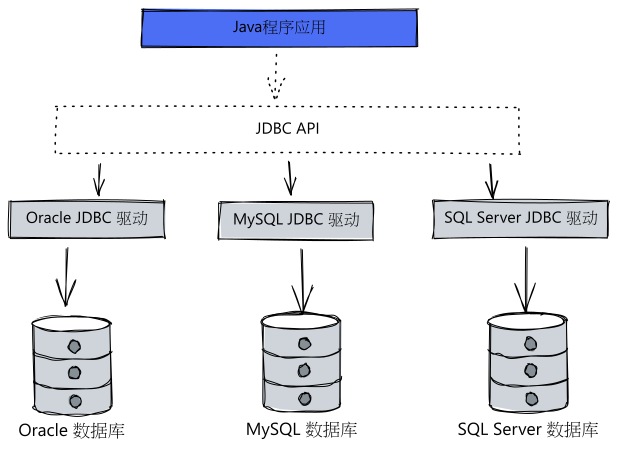 Java程序应用
JDBC API
Oracle JDBC 驱动
MySQL JDBC 驱动
SQL Server JDBC 驱动
Oracle 数据库
MySQL 数据库
SQL Server 数据库